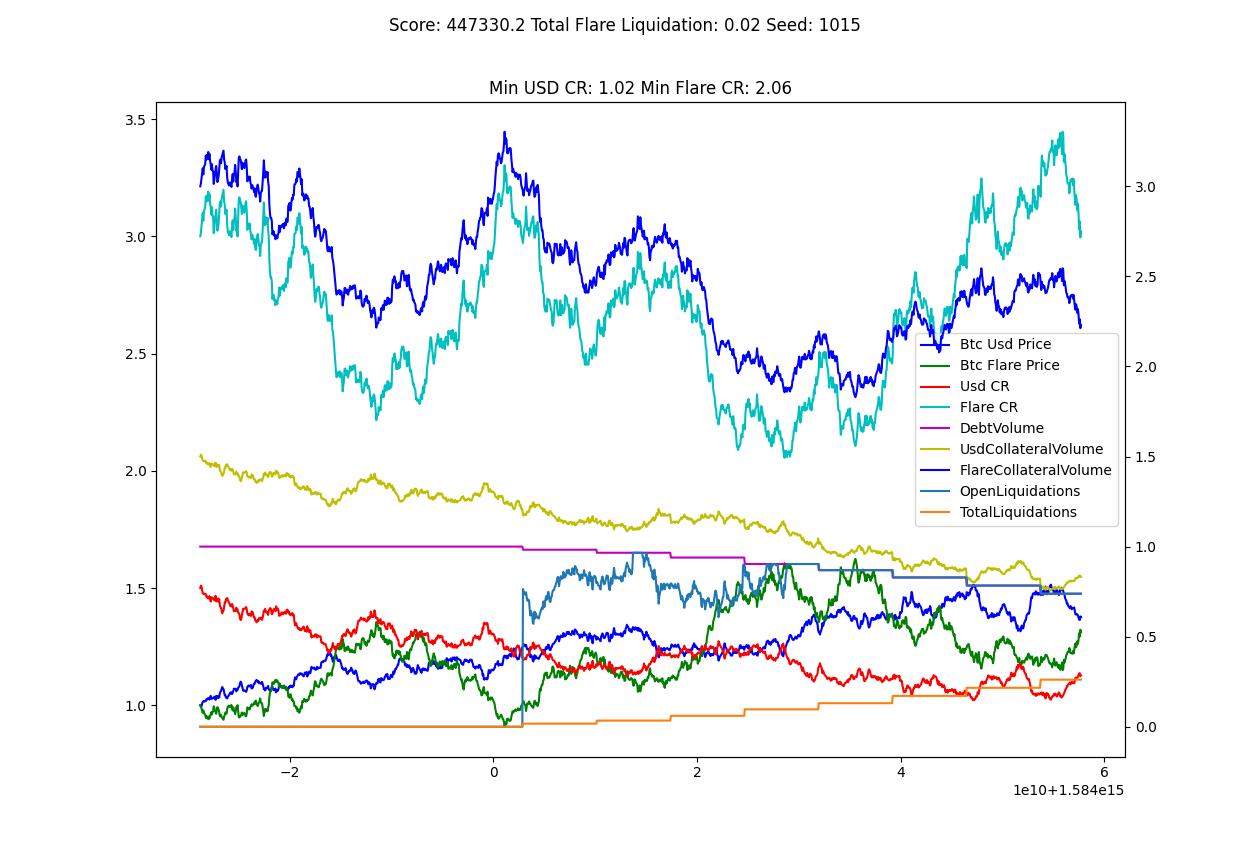 Score: 447330.2 Total Flare Liquidation: 0.02 Seed: 1015
Min USD CR: 1.02 Min Flare CR: 2.06
3.5
3.0
2.5
2.0
1.5
1.0
3.0
2.5
2.0
1.5
1.0
0.5
0.0
Btc Usd Price
Btc Flare Price
Usd CR
Flare CR
DebtVolume
UsdCollateralVolume
FlareCollateralVolume
OpenLiquidations
TotalLiquidations
−2 0 2 4 6
1e10+1.584e15